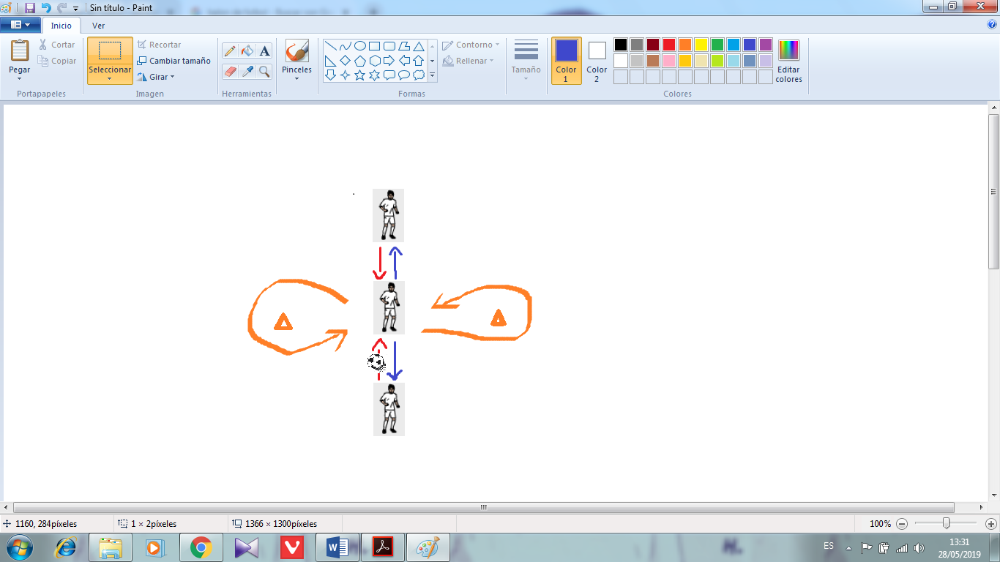 Sin título - Paint
Inicio Ver
Pegar
Cortar
Copiar
Portapapeles
Seleccionar
Recortar
Cambiar tamaño
Girar
Imagen
A
Herramientas
Pinceles
Contorno
Rellenar
Formas
Tamaño
Color 1
Color 2
Editar colores
Colores
1160, 284píxeles
1 × 2píxeles
1366 × 1300píxeles
100%
ES
13:31
28/05/2019